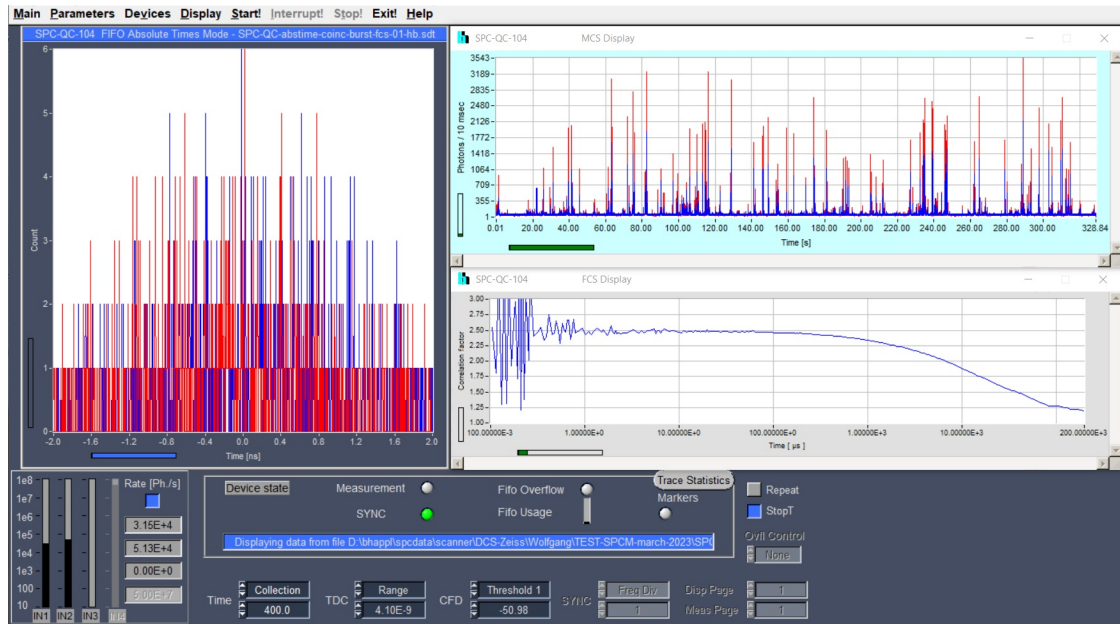 Main Parameters Devices Display Start! Interrupt! Stop! Exit! Help
SPC-QC-104 FIFO Absolute Times Mode - SPC-QC-abstime-coinc-burst-fcs-01-hb.sdt
6
5
4
3
2
1
0
Count
-2.0 -1.6 -1.2 -0.8 -0.4 0.0 0.4 0.8 1.2 1.6 2.0
Time [ns]
SPC-QC-104 MCS Display
3543
3189
2835
2480
2126
1772
1418
1064
709
355
1
Photons / 10 msec
0.01 20.00 40.00 60.00 80.00 100.00 120.00 140.00 160.00 180.00 200.00 220.00 240.00 260.00 280.00 300.00 328.84
Time [s]
SPC-QC-104 FCS Display
3.00
2.75
2.50
2.25
2.00
1.75
1.50
1.25
1.00
Correlation factor
100.00000E-3 1.00000E+0 10.00000E+0 100.00000E+0 1.00000E+3 10.00000E+3 200.00000E+3
Time [ µs ]
1e8
1e7
1e6
1e5
1e4
1e3
100
10
IN1 IN2 IN3 IN4
Rate [Ph./s]
3.15E+4
5.13E+4
0.00E+0
5.00E+7
Device state
Measurement
SYNC
Fifo Overflow
Fifo Usage
Trace Statistics
Markers
Displaying data from file D:\bhappl\spcdata\scanner\DCS-Zeiss\Wolfgang\TEST-SPCM-march-2023\SPC
Repeat
StopT
Ovfl Control
None
Time
Collection
400.0
TDC
Range
4.10E-9
CFD
Threshold 1
-50.98
SYNC
Freq Div
1
Disp Page
1
Meas Page
1